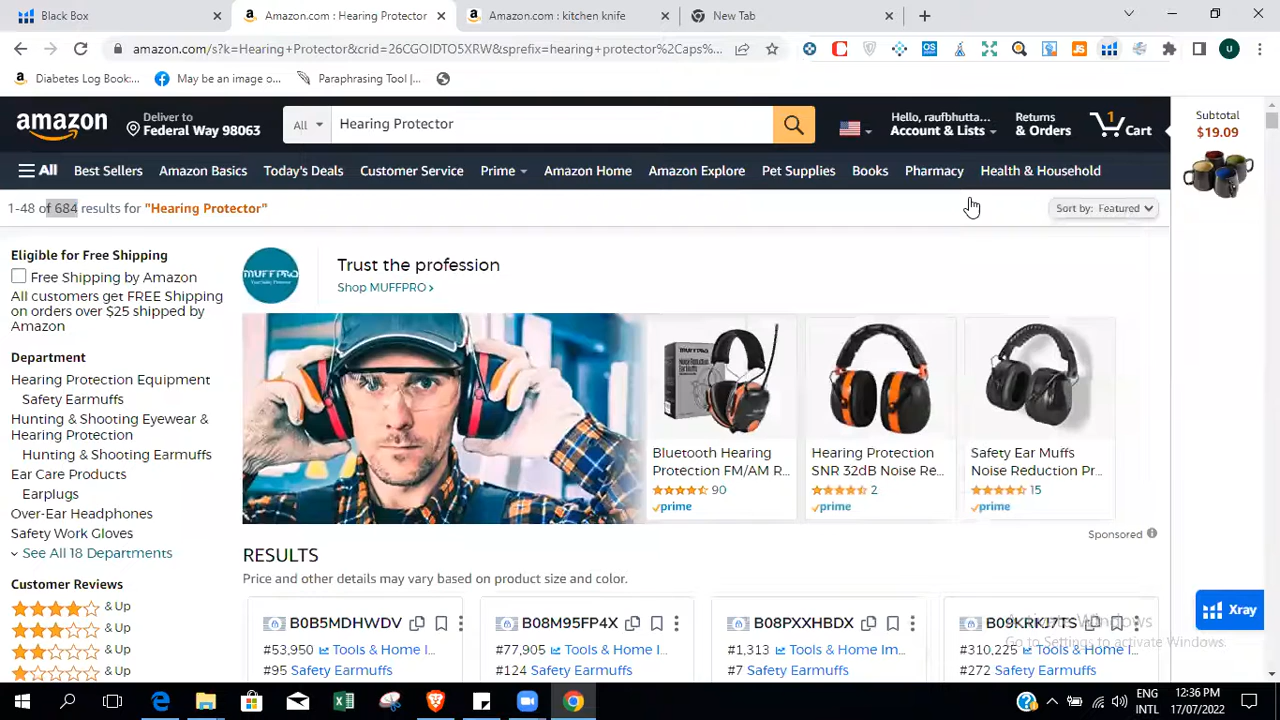 Black Box
Amazon.com : Hearing Protector
Amazon.com : kitchen knife
New Tab
amazon.com/s?k=Hearing+Protector&crid=26CGOIDTO5XRW&sprefix=hearing+protector%2Caps%...
Diabetes Log Book:...
May be an image o...
Paraphrasing Tool |...
amazon
Deliver to
Federal Way 98063
All
Hearing Protector
Hello, raufbhutta...
Account & Lists
Returns
& Orders
1
Cart
Subtotal
$19.09
All
Best Sellers
Amazon Basics
Today's Deals
Customer Service
Prime
Amazon Home
Amazon Explore
Pet Supplies
Books
Pharmacy
Health & Household
1-48 of 684 results for "Hearing Protector"
Sort by: Featured
Eligible for Free Shipping
Free Shipping by Amazon
All customers get FREE Shipping
on orders over $25 shipped by
Amazon
Department
Hearing Protection Equipment
Safety Earmuffs
Hunting & Shooting Eyewear &
Hearing Protection
Hunting & Shooting Earmuffs
Ear Care Products
Earplugs
Over-Ear Headphones
Safety Work Gloves
See All 18 Departments
Customer Reviews
& Up
& Up
& Up
& Up
MUFFPRO
Trust the profession
Shop MUFFPRO ›
Bluetooth Hearing
Protection FM/AM R...
90
prime
Hearing Protection
SNR 32dB Noise Re...
2
prime
Safety Ear Muffs
Noise Reduction Pr...
15
prime
Sponsored
RESULTS
Price and other details may vary based on product size and color.
B0B5MDHWDV
#53,950 Tools & Home I...
#95 Safety Earmuffs
B08M95FP4X
#77,905 Tools & Home I...
#124 Safety Earmuffs
B08PXXHBDX
#1,313 Tools & Home Im...
#7 Safety Earmuffs
B09KRKJ7TS
#310,225 Tools & Home I...
#272 Safety Earmuffs
Xray
Activate Windows
Go to Settings to activate Windows.
ENG
INTL
12:36 PM
17/07/2022